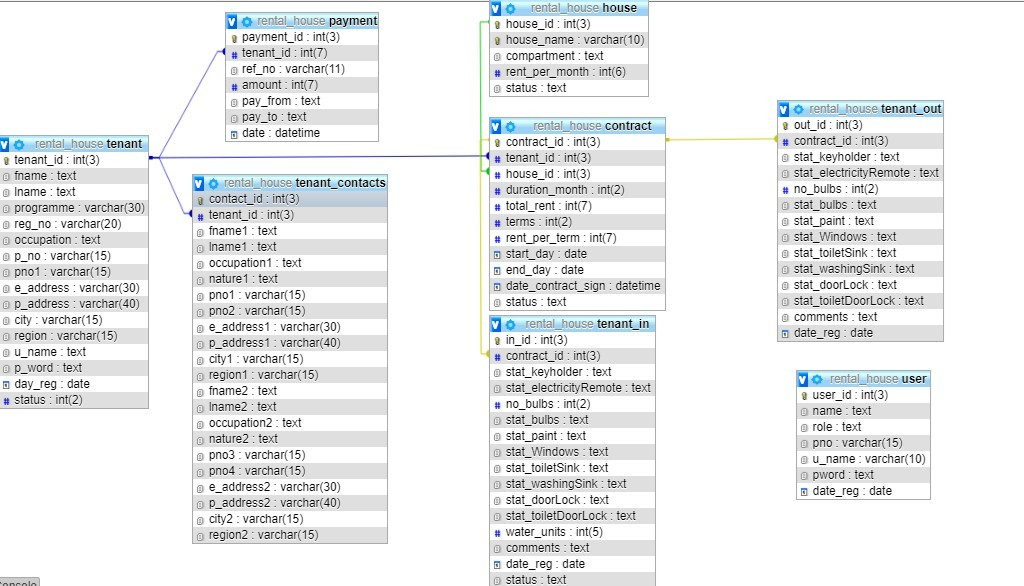 rental_house payment
payment_id : int(3)
tenant_id : int(7)
ref_no : varchar(11)
amount : int(7)
pay_from : text
pay_to : text
date : datetime
rental_house house
house_id : int(3)
house_name : varchar(10)
compartment : text
rent_per_month : int(6)
status : text
rental_house tenant
tenant_id : int(3)
fname : text
lname : text
programme : varchar(30)
reg_no : varchar(20)
occupation : text
p_no : varchar(15)
pno1 : varchar(15)
e_address : varchar(30)
p_address : varchar(40)
city : varchar(15)
region : varchar(15)
u_name : text
p_word : text
day_reg : date
status : int(2)
rental_house tenant_contacts
contact_id : int(3)
tenant_id : int(3)
fname1 : text
lname1 : text
occupation1 : text
nature1 : text
pno1 : varchar(15)
pno2 : varchar(15)
e_address1 : varchar(30)
p_address1 : varchar(40)
city1 : varchar(15)
region1 : varchar(15)
fname2 : text
lname2 : text
occupation2 : text
nature2 : text
pno3 : varchar(15)
pno4 : varchar(15)
e_address2 : varchar(30)
p_address2 : varchar(40)
city2 : varchar(15)
region2 : varchar(15)
rental_house contract
contract_id : int(3)
tenant_id : int(3)
house_id : int(3)
duration_month : int(2)
total_rent : int(7)
terms : int(2)
rent_per_term : int(7)
start_day : date
end_day : date
date_contract_sign : datetime
status : text
rental_house tenant_in
in_id : int(3)
contract_id : int(3)
stat_keyholder : text
stat_electricityRemote : text
no_bulbs : int(2)
stat_bulbs : text
stat_paint : text
stat_Windows : text
stat_toiletSink : text
stat_washingSink : text
stat_doorLock : text
stat_toiletDoorLock : text
water_units : int(5)
comments : text
date_reg : date
status : text
rental_house tenant_out
out_id : int(3)
contract_id : int(3)
stat_keyholder : text
stat_electricityRemote : text
no_bulbs : int(2)
stat_bulbs : text
stat_paint : text
stat_Windows : text
stat_toiletSink : text
stat_washingSink : text
stat_doorLock : text
stat_toiletDoorLock : text
comments : text
date_reg : date
rental_house user
user_id : int(3)
name : text
role : text
pno : varchar(15)
u_name : varchar(10)
pword : text
date_reg : date
Console